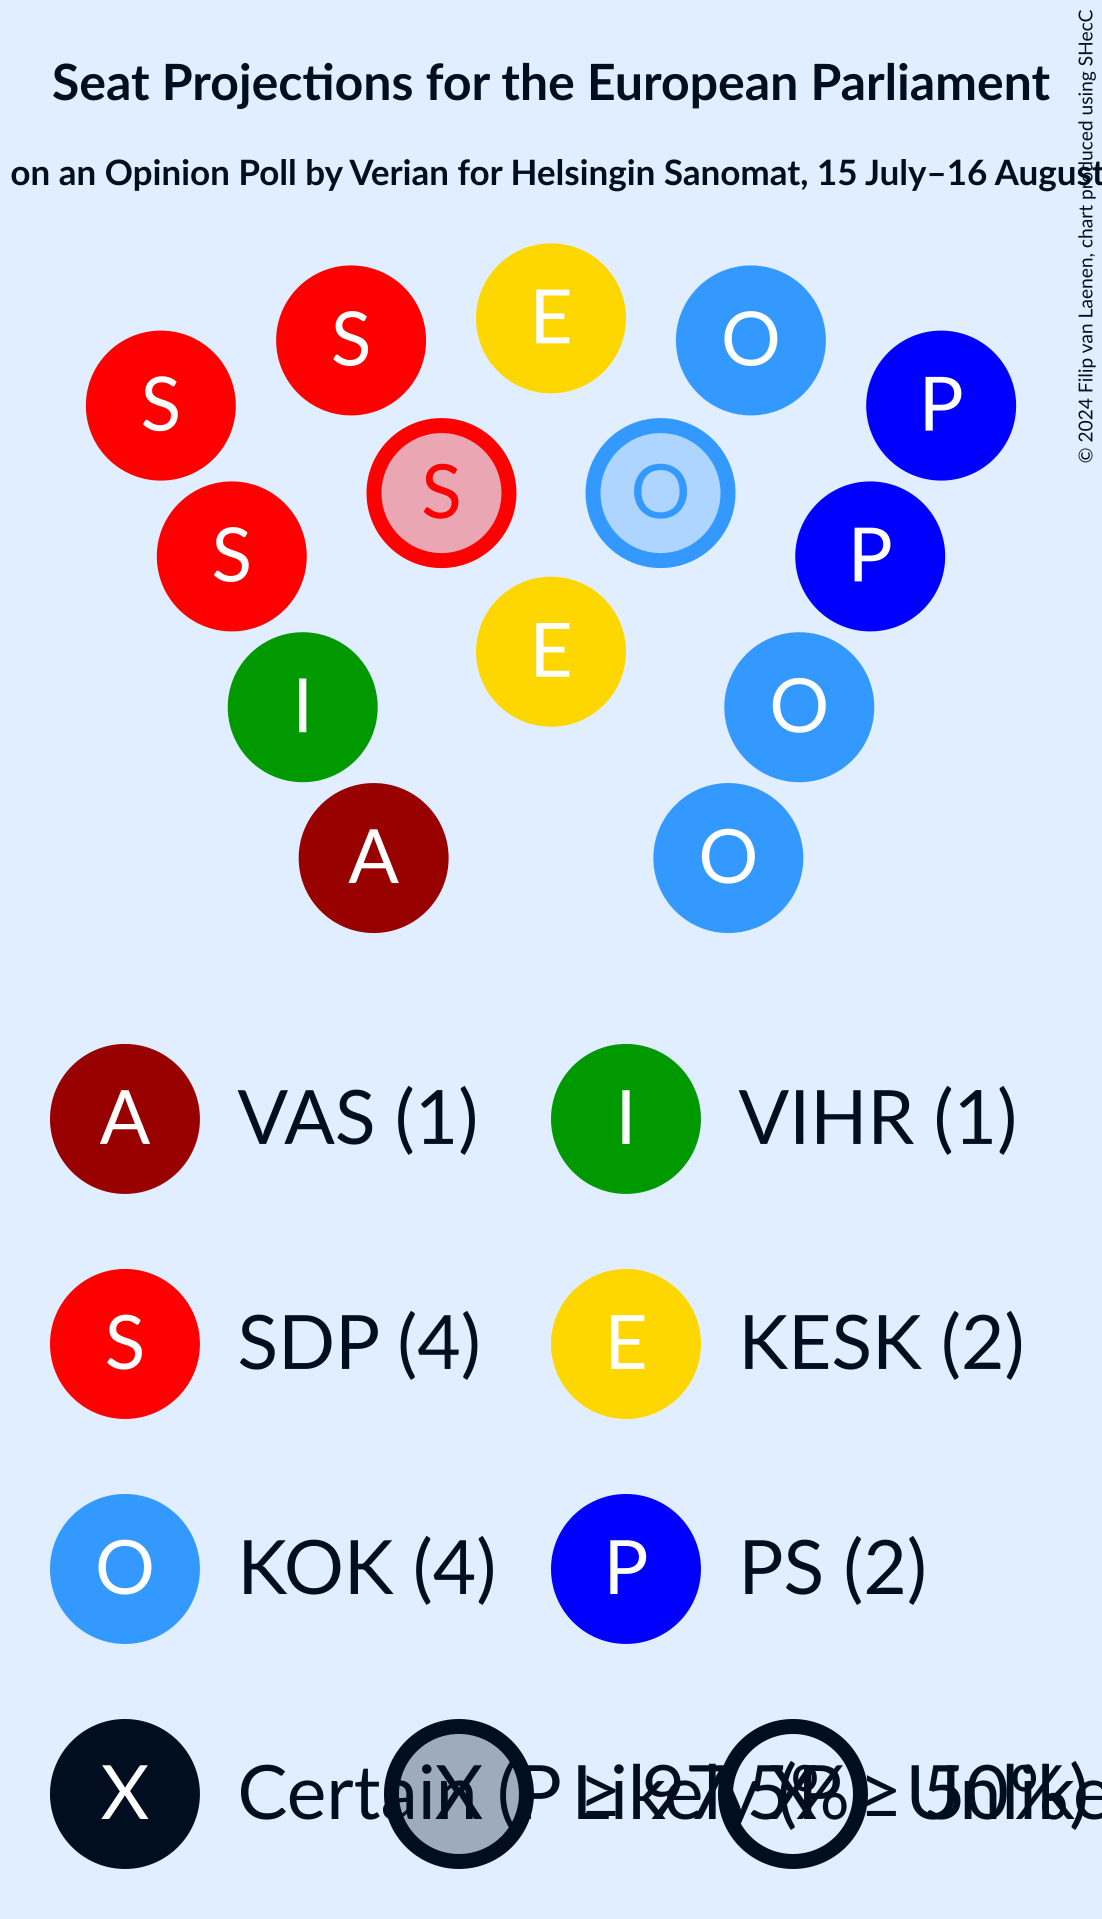 Seat Projections for the European Parliament
on an Opinion Poll by Verian for Helsingin Sanomat, 15 July–16 August
© 2024 Filip van Laenen, chart produced using SHecC
E
S O
S P
S O
S P
E
I O
A O
A VAS (1) I VIHR (1)
S SDP (4) E KESK (2)
O KOK (4) P PS (2)
X Certain (P ≥ 97.5%) X Likely (P ≥ 50%) X